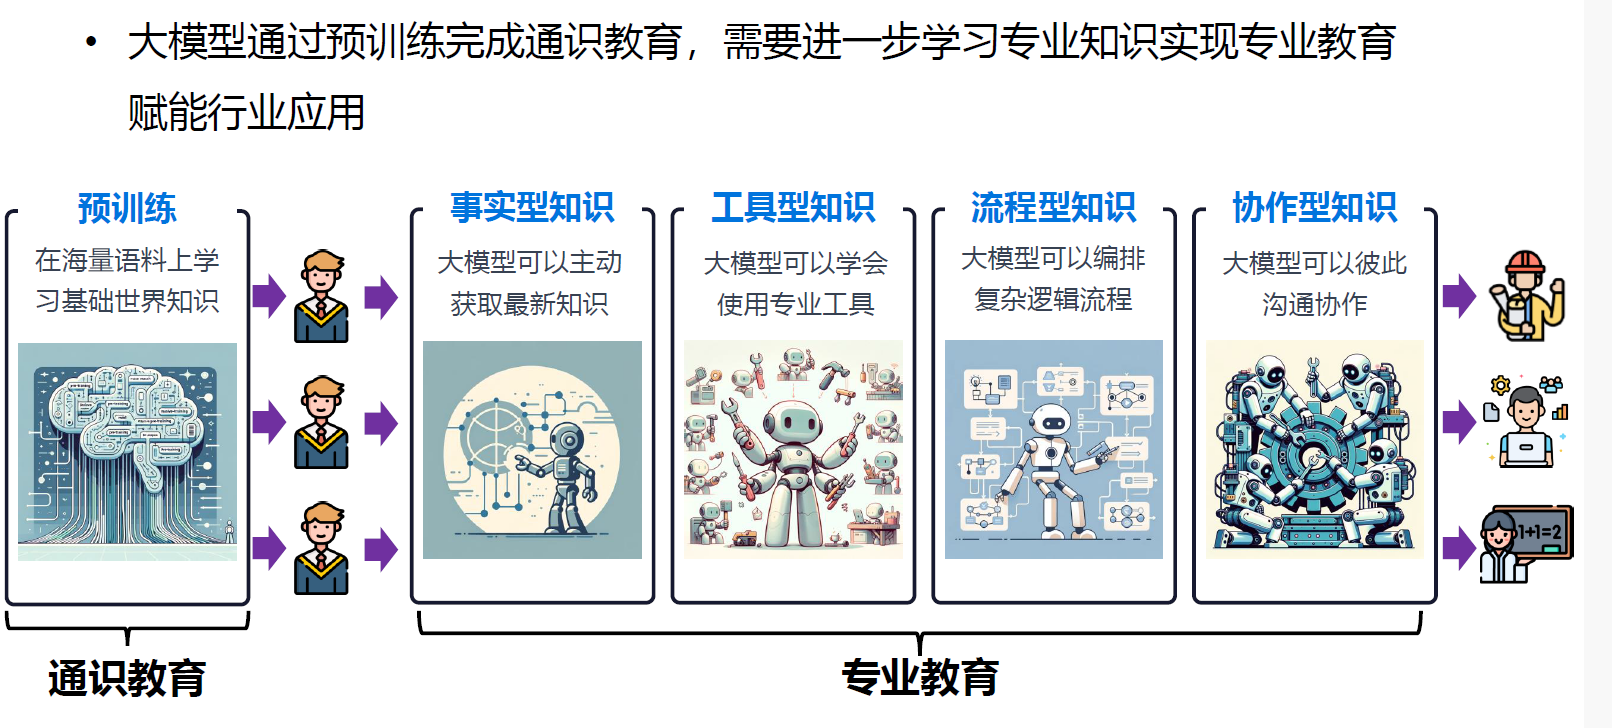 • 大模型通过预训练完成通识教育，需要进一步学习专业知识实现专业教育
赋能行业应用
预训练
在海量语料上学
习基础世界知识
事实型知识
大模型可以主动
获取最新知识
工具型知识
大模型可以学会
使用专业工具
流程型知识
大模型可以编排
复杂逻辑流程
协作型知识
大模型可以彼此
沟通协作
1+1=2
通识教育
专业教育